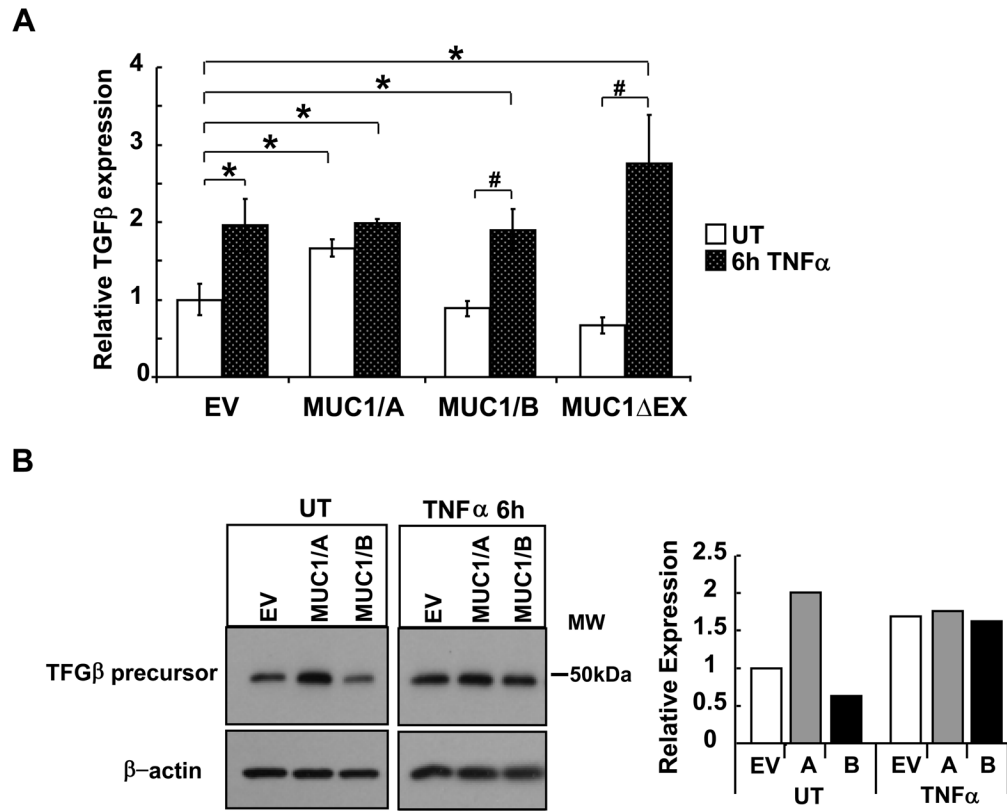 A
Relative TGFβ expression
4
3
2
1
0
*
*
*
*
*
#
#
EV
MUC1/A
MUC1/B
MUC1ΔEX
UT
6h TNFα
B
UT
TNFα 6h
EV
MUC1/A
MUC1/B
EV
MUC1/A
MUC1/B
MW
TFGβ precursor
50kDa
β–actin
Relative Expression
2.5
2
1.5
1
0.5
0
EV A B EV A B
UT TNFα